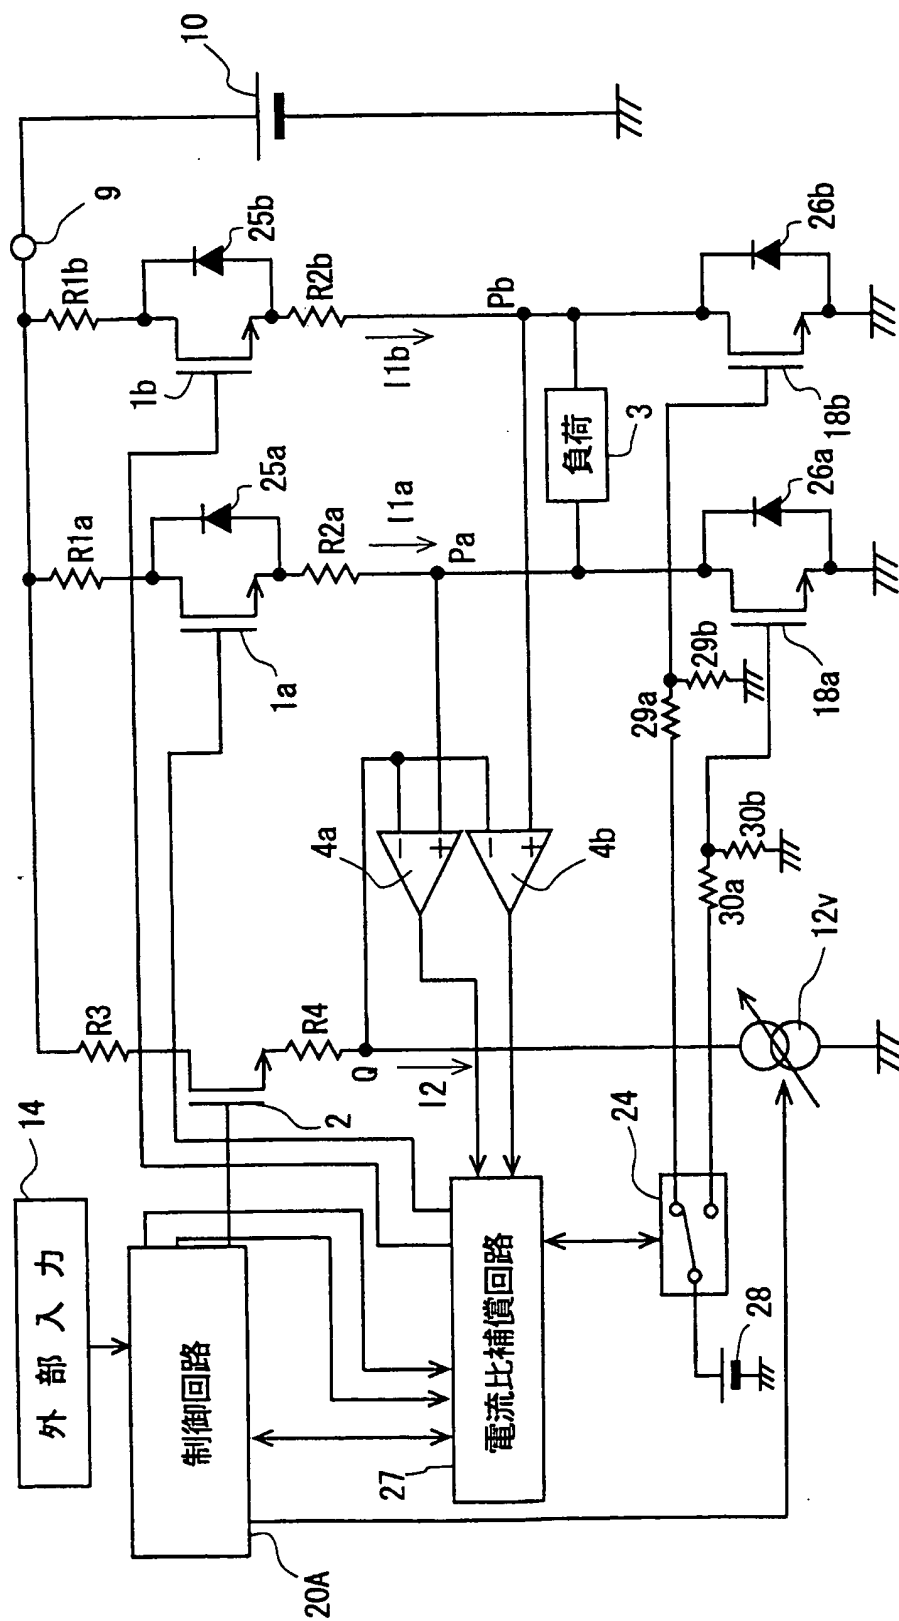 外部入力
14
制御回路
20A
電流比補償回路
27
R3
2
R4
Q
I2
R1a
1a
25a
R2a
I1a
Pa
R1b
1b
25b
R2b
I1b
Pb
9
10
4a
−
+
4b
−
+
負荷
3
24
28
12v
29a
29b
30a
30b
18a
26a
18b
26b